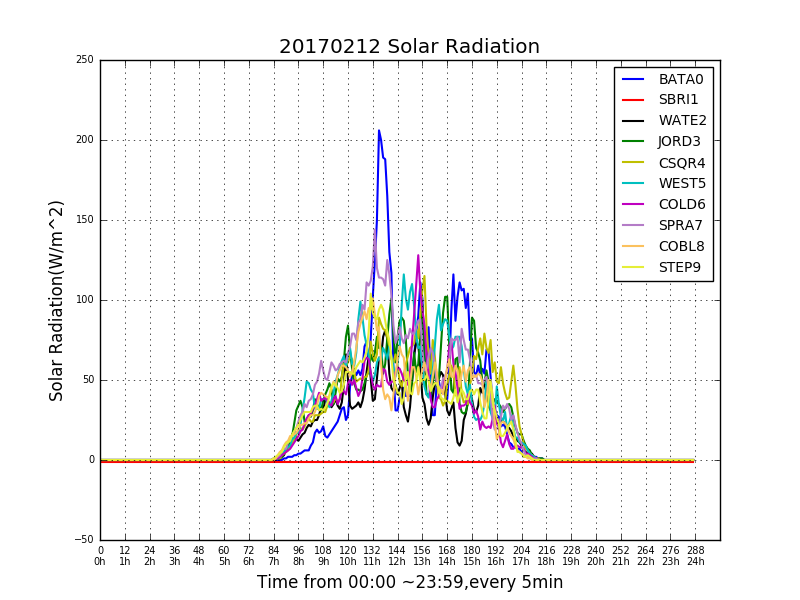 20170212 Solar Radiation
Solar Radiation(W/m^2)
250
200
150
100
50
0
−50
BATA0
SBRI1
WATE2
JORD3
CSQR4
WEST5
COLD6
SPRA7
COBL8
STEP9
0 12 24 36 48 60 72 84 96 108 120 132 144 156 168 180 192 204 216 228 240 252 264 276 288
0h 1h 2h 3h 4h 5h 6h 7h 8h 9h 10h 11h 12h 13h 14h 15h 16h 17h 18h 19h 20h 21h 22h 23h 24h
Time from 00:00 ~23:59,every 5min